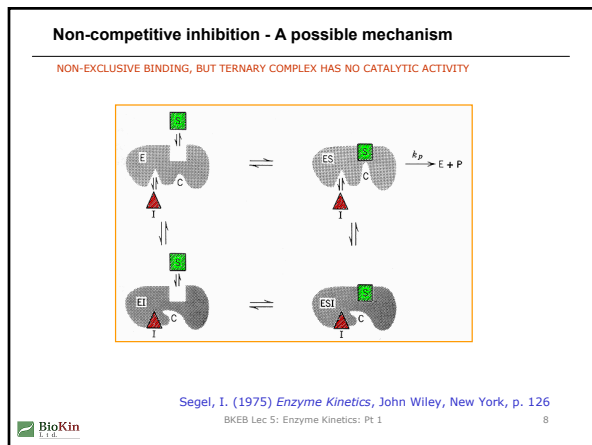 Non-competitive inhibition - A possible mechanism
NON-EXCLUSIVE BINDING, BUT TERNARY COMPLEX HAS NO CATALYTIC ACTIVITY
S
E
C
I
ES
S
C
I
kp
E + P
S
EI
C
I
ESI
S
C
I
Segel, I. (1975) Enzyme Kinetics, John Wiley, New York, p. 126
BKEB Lec 5: Enzyme Kinetics: Pt 1
8
BioKin
Ltd.